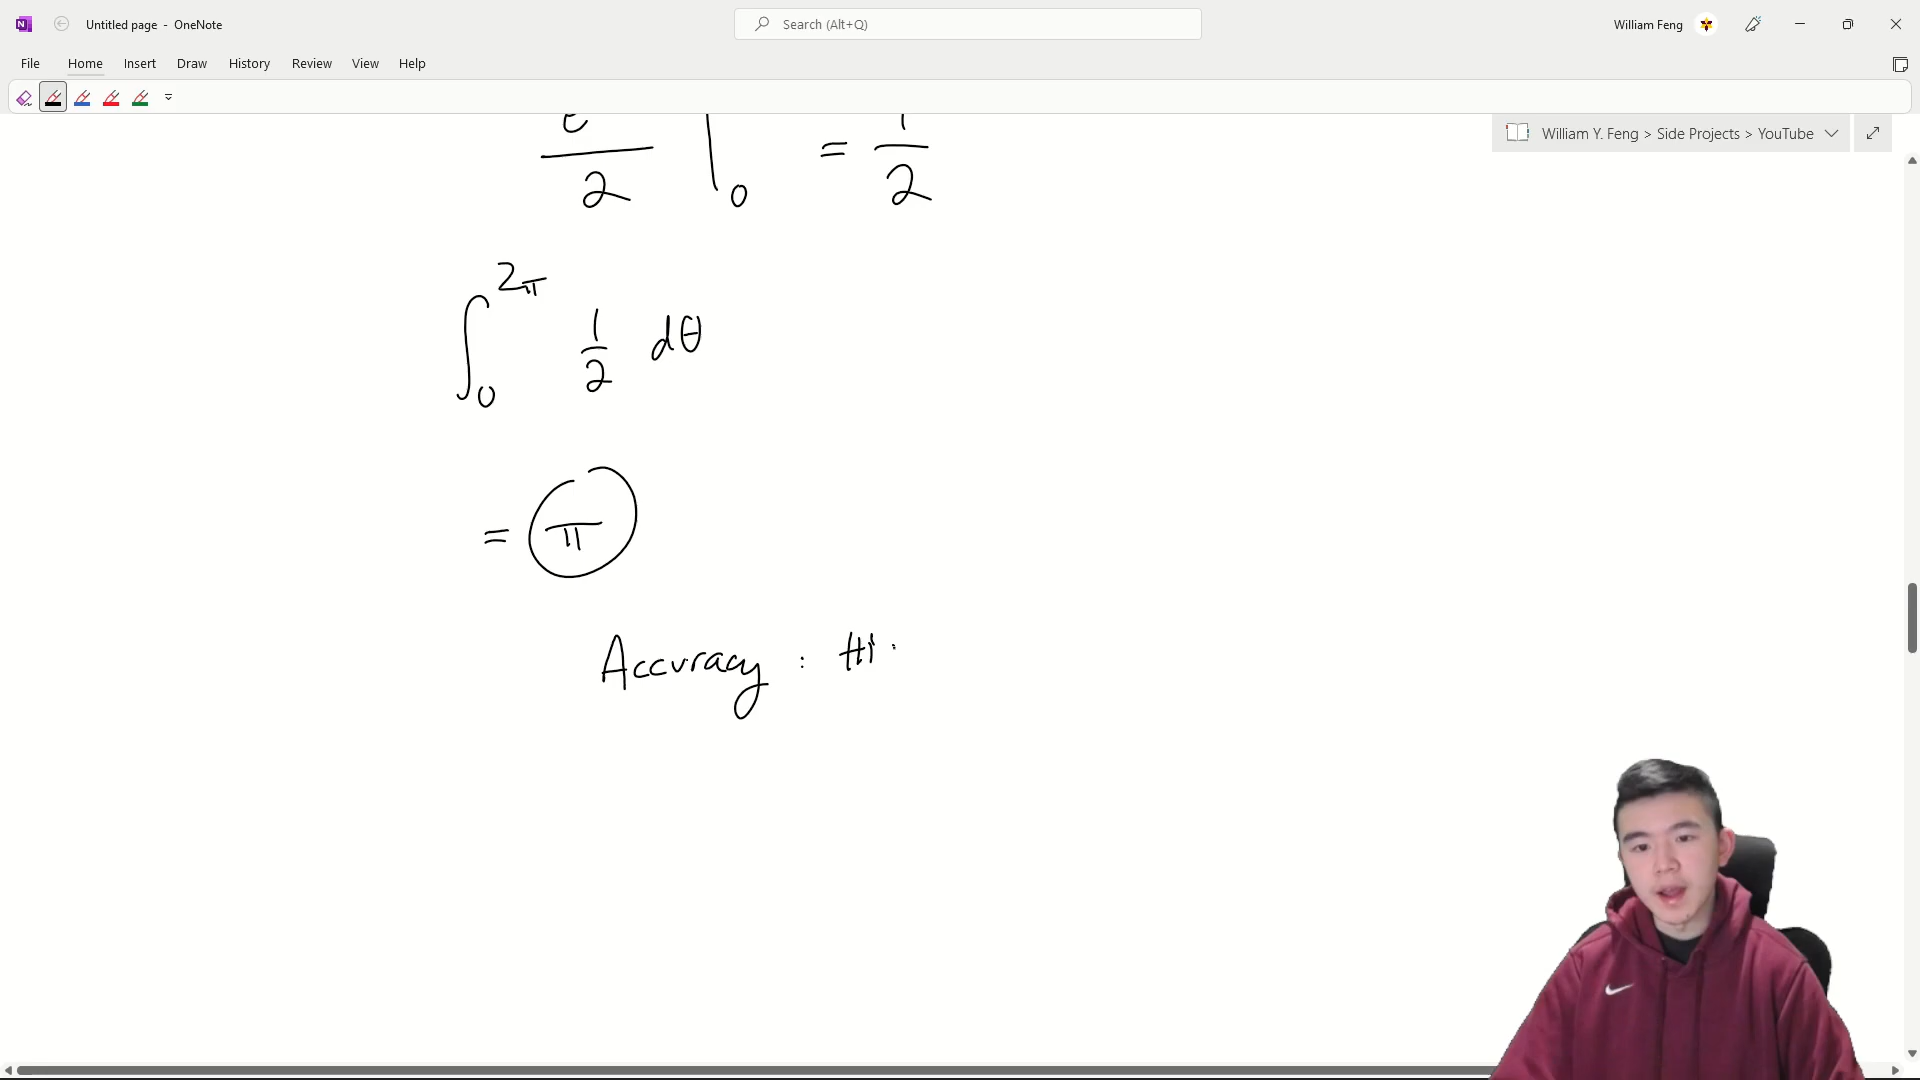 Untitled page - OneNote
Search (Alt+Q)
William Feng
File Home Insert Draw History Review View Help
William Y. Feng > Side Projects > YouTube
2 | 0 = 1/2
∫₀^2π 1/2 dθ
= π
Accuracy : Hi